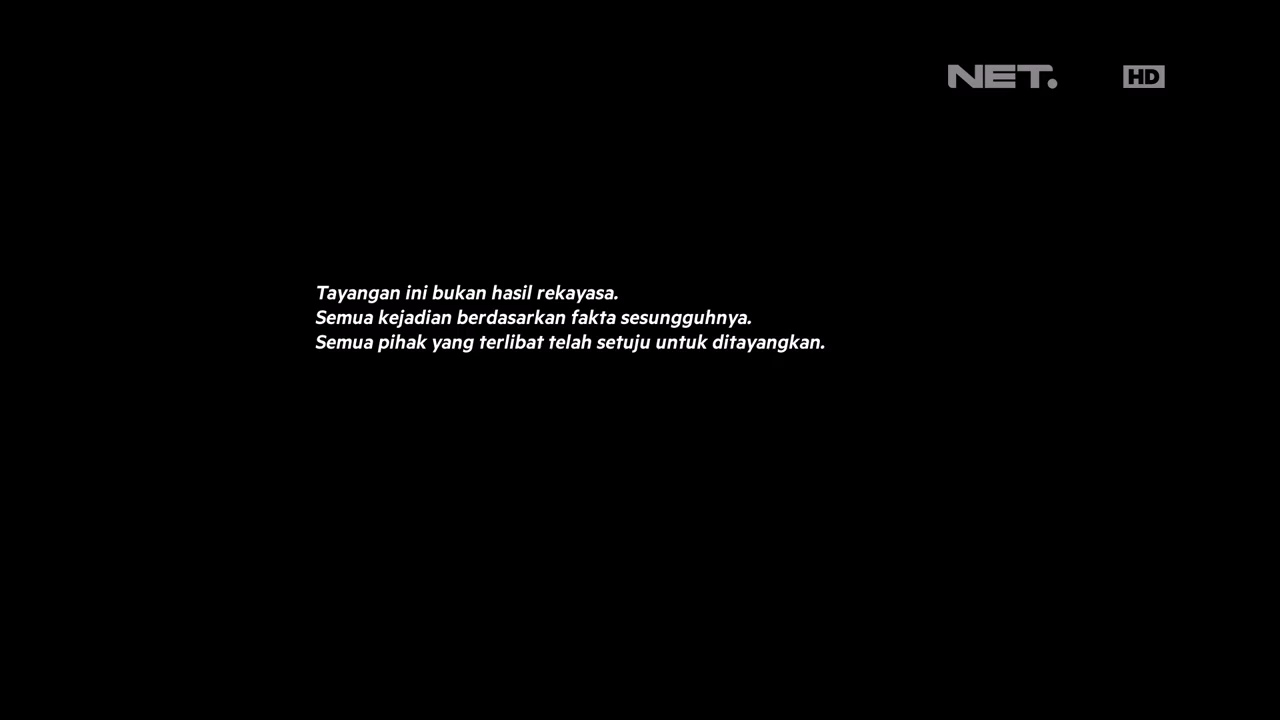 NET. HD
Tayangan ini bukan hasil rekayasa.
Semua kejadian berdasarkan fakta sesungguhnya.
Semua pihak yang terlibat telah setuju untuk ditayangkan.